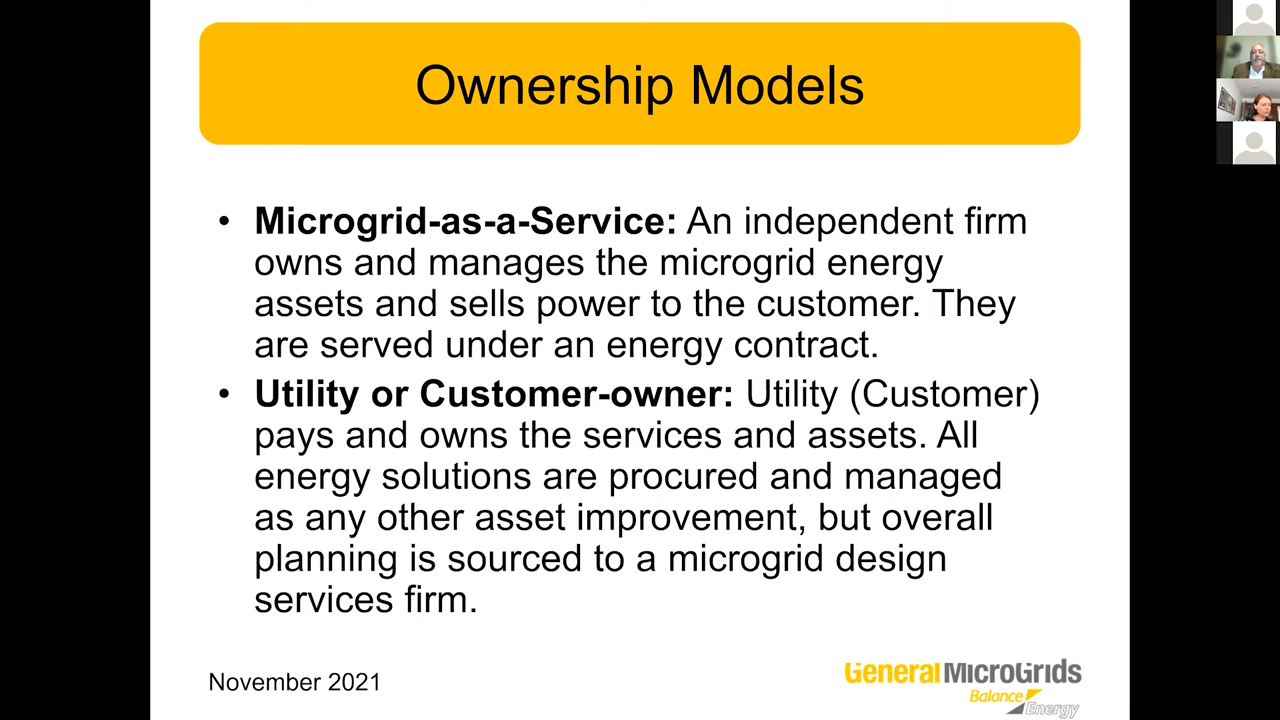 Ownership Models
• Microgrid-as-a-Service: An independent firm
owns and manages the microgrid energy
assets and sells power to the customer. They
are served under an energy contract.
• Utility or Customer-owner: Utility (Customer)
pays and owns the services and assets. All
energy solutions are procured and managed
as any other asset improvement, but overall
planning is sourced to a microgrid design
services firm.
November 2021
GeneralMicroGrids
Balance
Energy